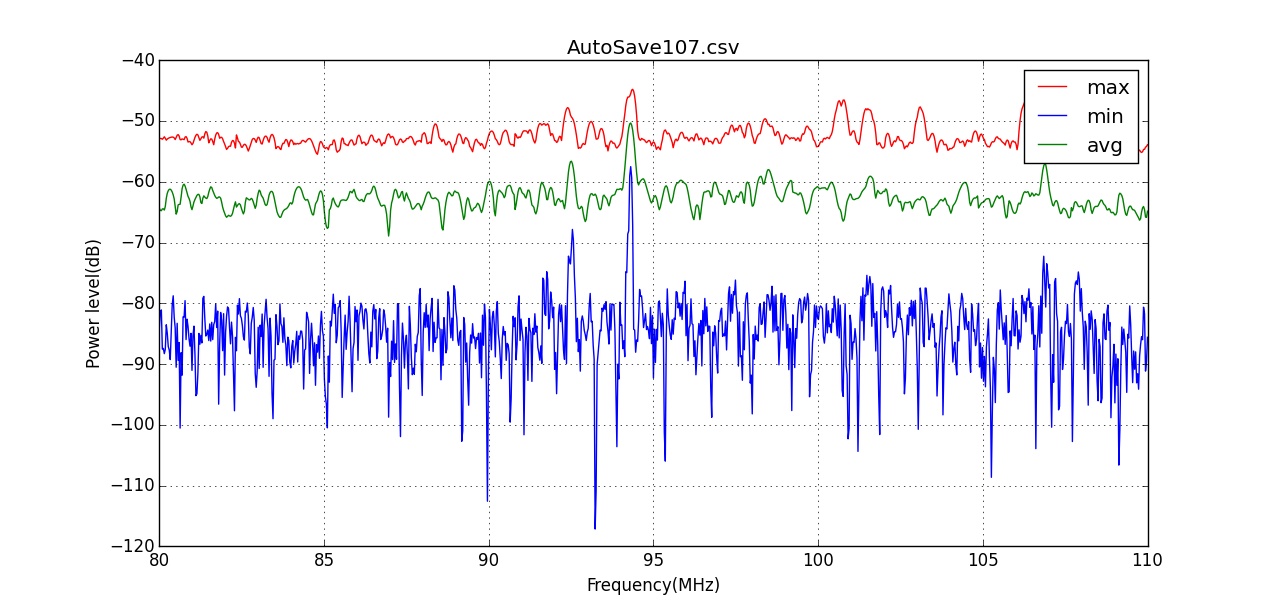 AutoSave107.csv
−40
−50
−60
−70
−80
−90
−100
−110
−120
Power level(dB)
max
min
avg
80 85 90 95 100 105 110
Frequency(MHz)